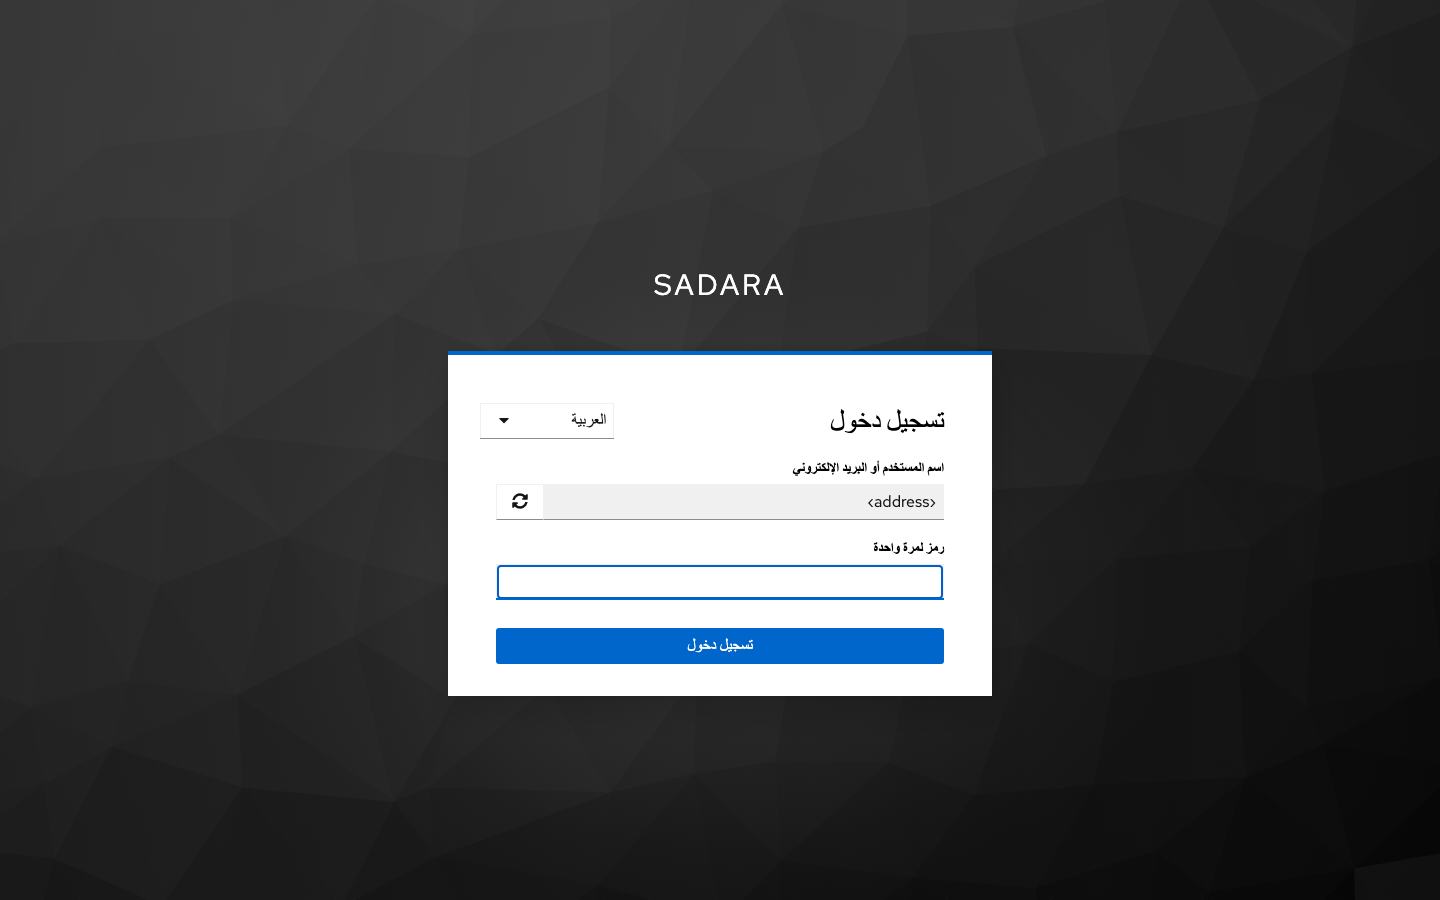 SADARA
تسجيل دخول
العربية
اسم المستخدم أو البريد الإلكتروني
<address>
رمز لمرة واحدة
تسجيل دخول